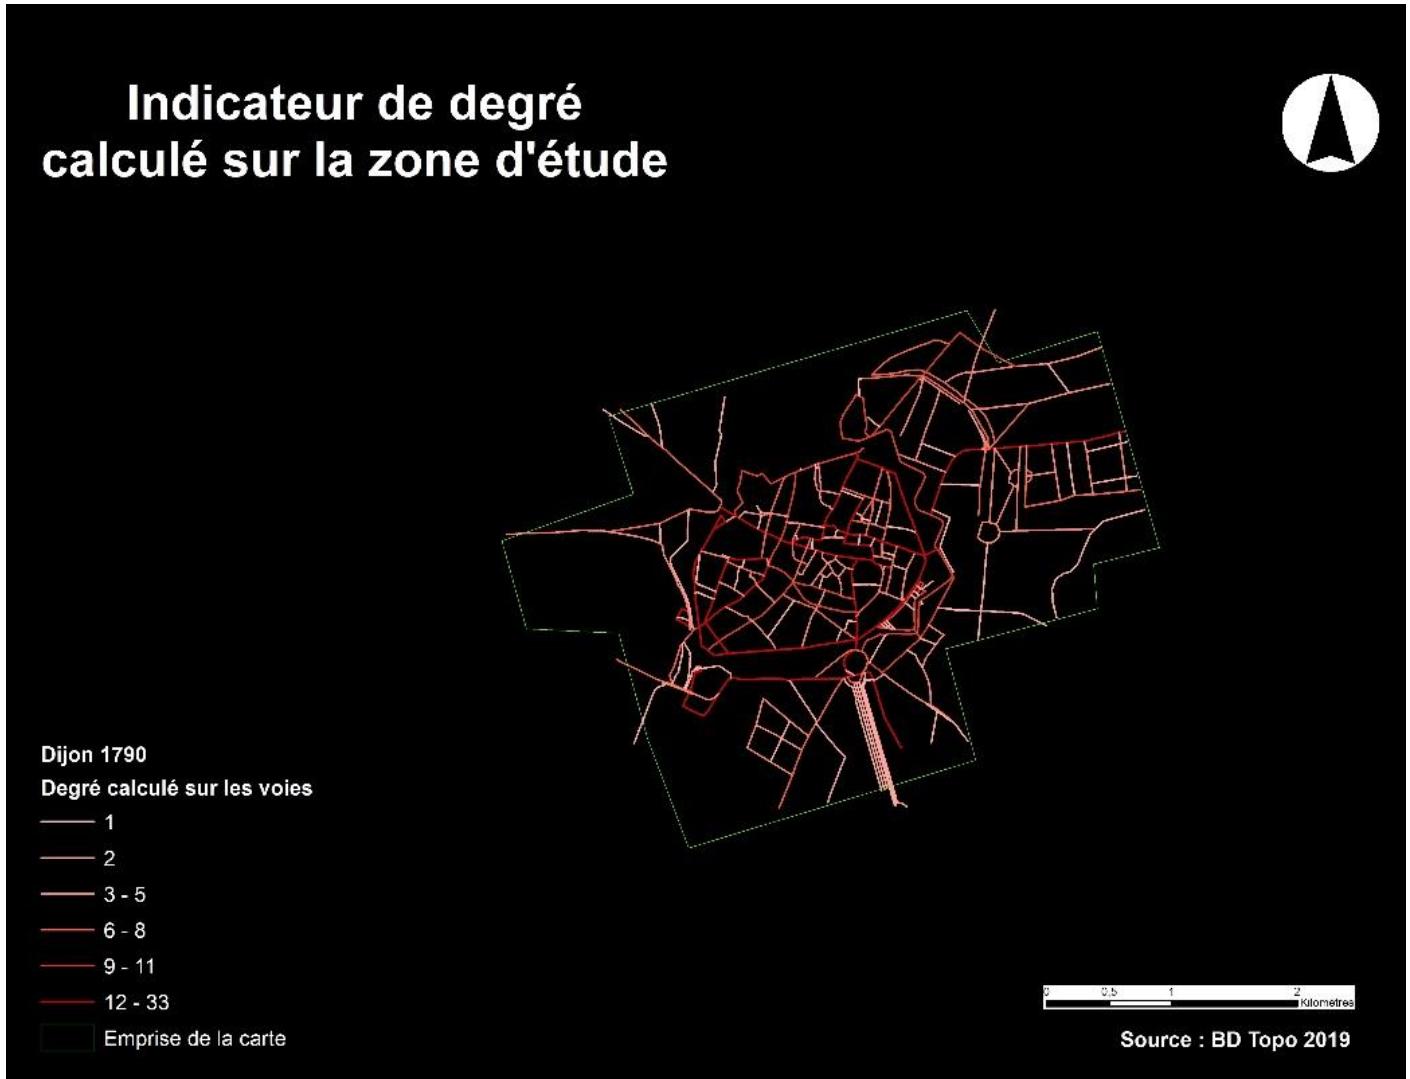 Indicateur de degré
calculé sur la zone d'étude
Dijon 1790
Degré calculé sur les voies
1
2
3 - 5
6 - 8
9 - 11
12 - 33
Emprise de la carte
0 0,5 1 2
Kilomètres
Source : BD Topo 2019